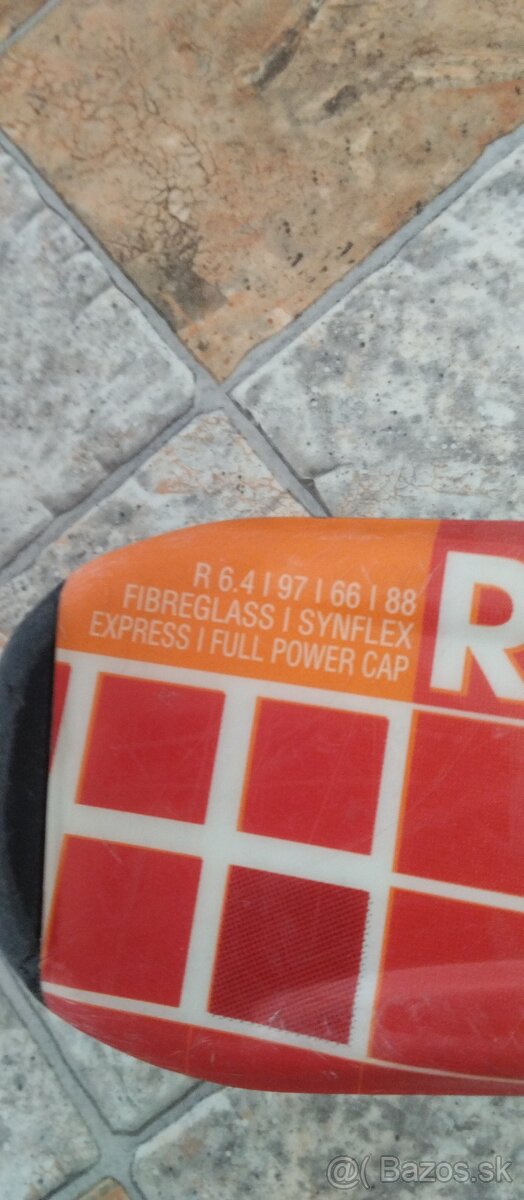 R 6.4 | 97 | 66 | 88
FIBREGLASS | SYNFLEX
EXPRESS | FULL POWER CAP
R
@( Bazos.sk